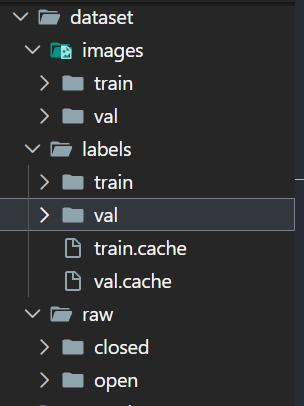 dataset
images
train
val
labels
train
val
train.cache
val.cache
raw
closed
open